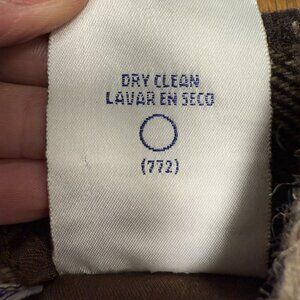 DRY CLEAN
LAVAR EN SECO
(772)